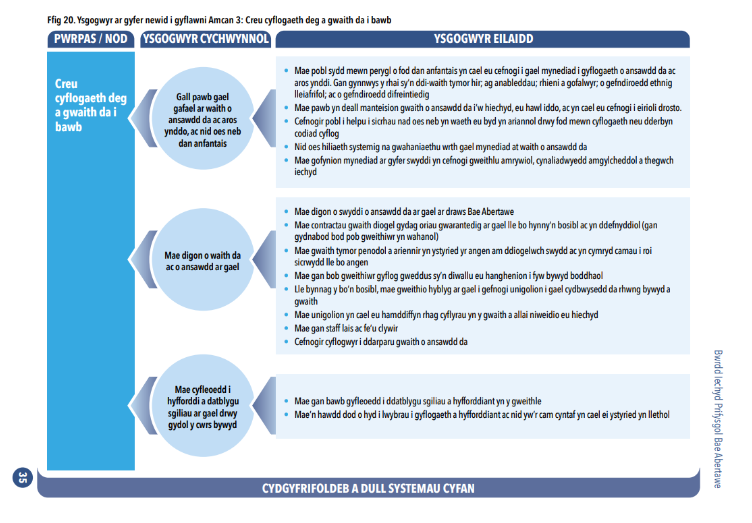 Ffig 20. Ysgogwyr ar gyfer newid i gyflawni Amcan 3: Creu cyflogaeth deg a gwaith da i bawb
PWRPAS / NOD
YSGOGWYR CYCHWYNNOL
YSGOGWYR EILAIDD
Creu
cyflogaeth deg
a gwaith da i
bawb
Gall pawb gael
gafael ar waith o
ansawdd da ac aros
ynddo, ac nid oes neb
dan anfantais
• Mae pobl sydd mewn perygl o fod dan anfantais yn cael eu cefnogi i gael mynediad i gyflogaeth o ansawdd da ac
aros ynddi. Gan gynnwys y rhai sy'n ddi-waith tymor hir; ag anableddau; rhieni a gofalwyr; o gefndiroedd ethnig
lleiafrifol; ac o gefndiroedd difreintiedig
• Mae pawb yn deall manteision gwaith o ansawdd da i'w hiechyd, eu hawl iddo, ac yn cael eu cefnogi i eirioli drosto.
• Cefnogir pobl i helpu i sicrhau nad oes neb yn waeth eu byd yn ariannol drwy fod mewn cyflogaeth neu dderbyn
codiad cyflog
• Nid oes hiliaeth systemig na gwahaniaethu wrth gael mynediad at waith o ansawdd da
• Mae gofynion mynediad ar gyfer swyddi yn cefnogi gweithlu amrywiol, cynaliadwyedd amgylcheddol a thegwch
iechyd
Mae digon o waith da
ac o ansawdd ar gael
• Mae digon o swyddi o ansawdd da ar gael ar draws Bae Abertawe
• Mae contractau gwaith diogel gydag oriau gwarantedig ar gael lle bo hynny'n bosibl ac yn ddefnyddiol (gan
gydnabod bod pob gweithiwr yn wahanol)
• Mae gwaith tymor penodol a ariennir yn ystyried yr angen am ddiogelwch swydd ac yn cymryd camau i roi
sicrwydd lle bo angen
• Mae gan bob gweithiwr gyflog gweddus sy'n diwallu eu hanghenion i fyw bywyd boddhaol
• Lle bynnag y bo'n bosibl, mae gweithio hyblyg ar gael i gefnogi unigolion i gael cydbwysedd da rhwng bywyd a
gwaith
• Mae unigolion yn cael eu hamddiffyn rhag cyflyrau yn y gwaith a allai niweidio eu hiechyd
• Mae gan staff lais ac fe'u clywir
• Cefnogir cyflogwyr i ddarparu gwaith o ansawdd da
Mae cyfleoedd i
hyfforddi a datblygu
sgiliau ar gael drwy
gydol y cwrs bywyd
• Mae gan bawb gyfleoedd i ddatblygu sgiliau a hyfforddiant yn y gweithle
• Mae'n hawdd dod o hyd i lwybrau i gyflogaeth a hyfforddiant ac nid yw'r cam cyntaf yn cael ei ystyried yn llethol
CYDGYFRIFOLDEB A DULL SYSTEMAU CYFAN
Bwrdd Iechyd Prifysgol Bae Abertawe
35